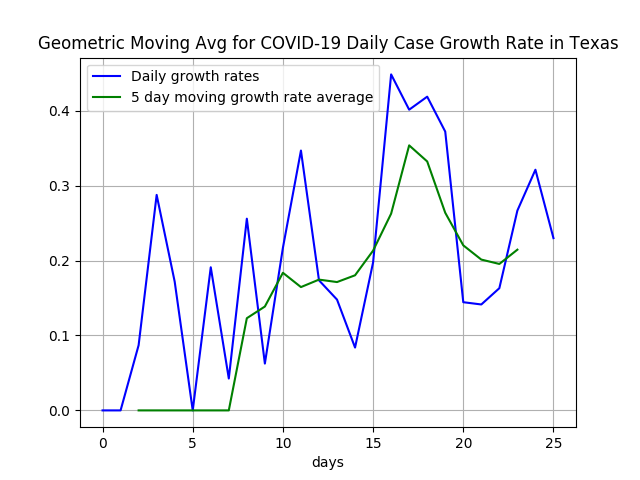 Geometric Moving Avg for COVID-19 Daily Case Growth Rate in Texas
Daily growth rates
5 day moving growth rate average
0.4
0.3
0.2
0.1
0.0
0 5 10 15 20 25
days